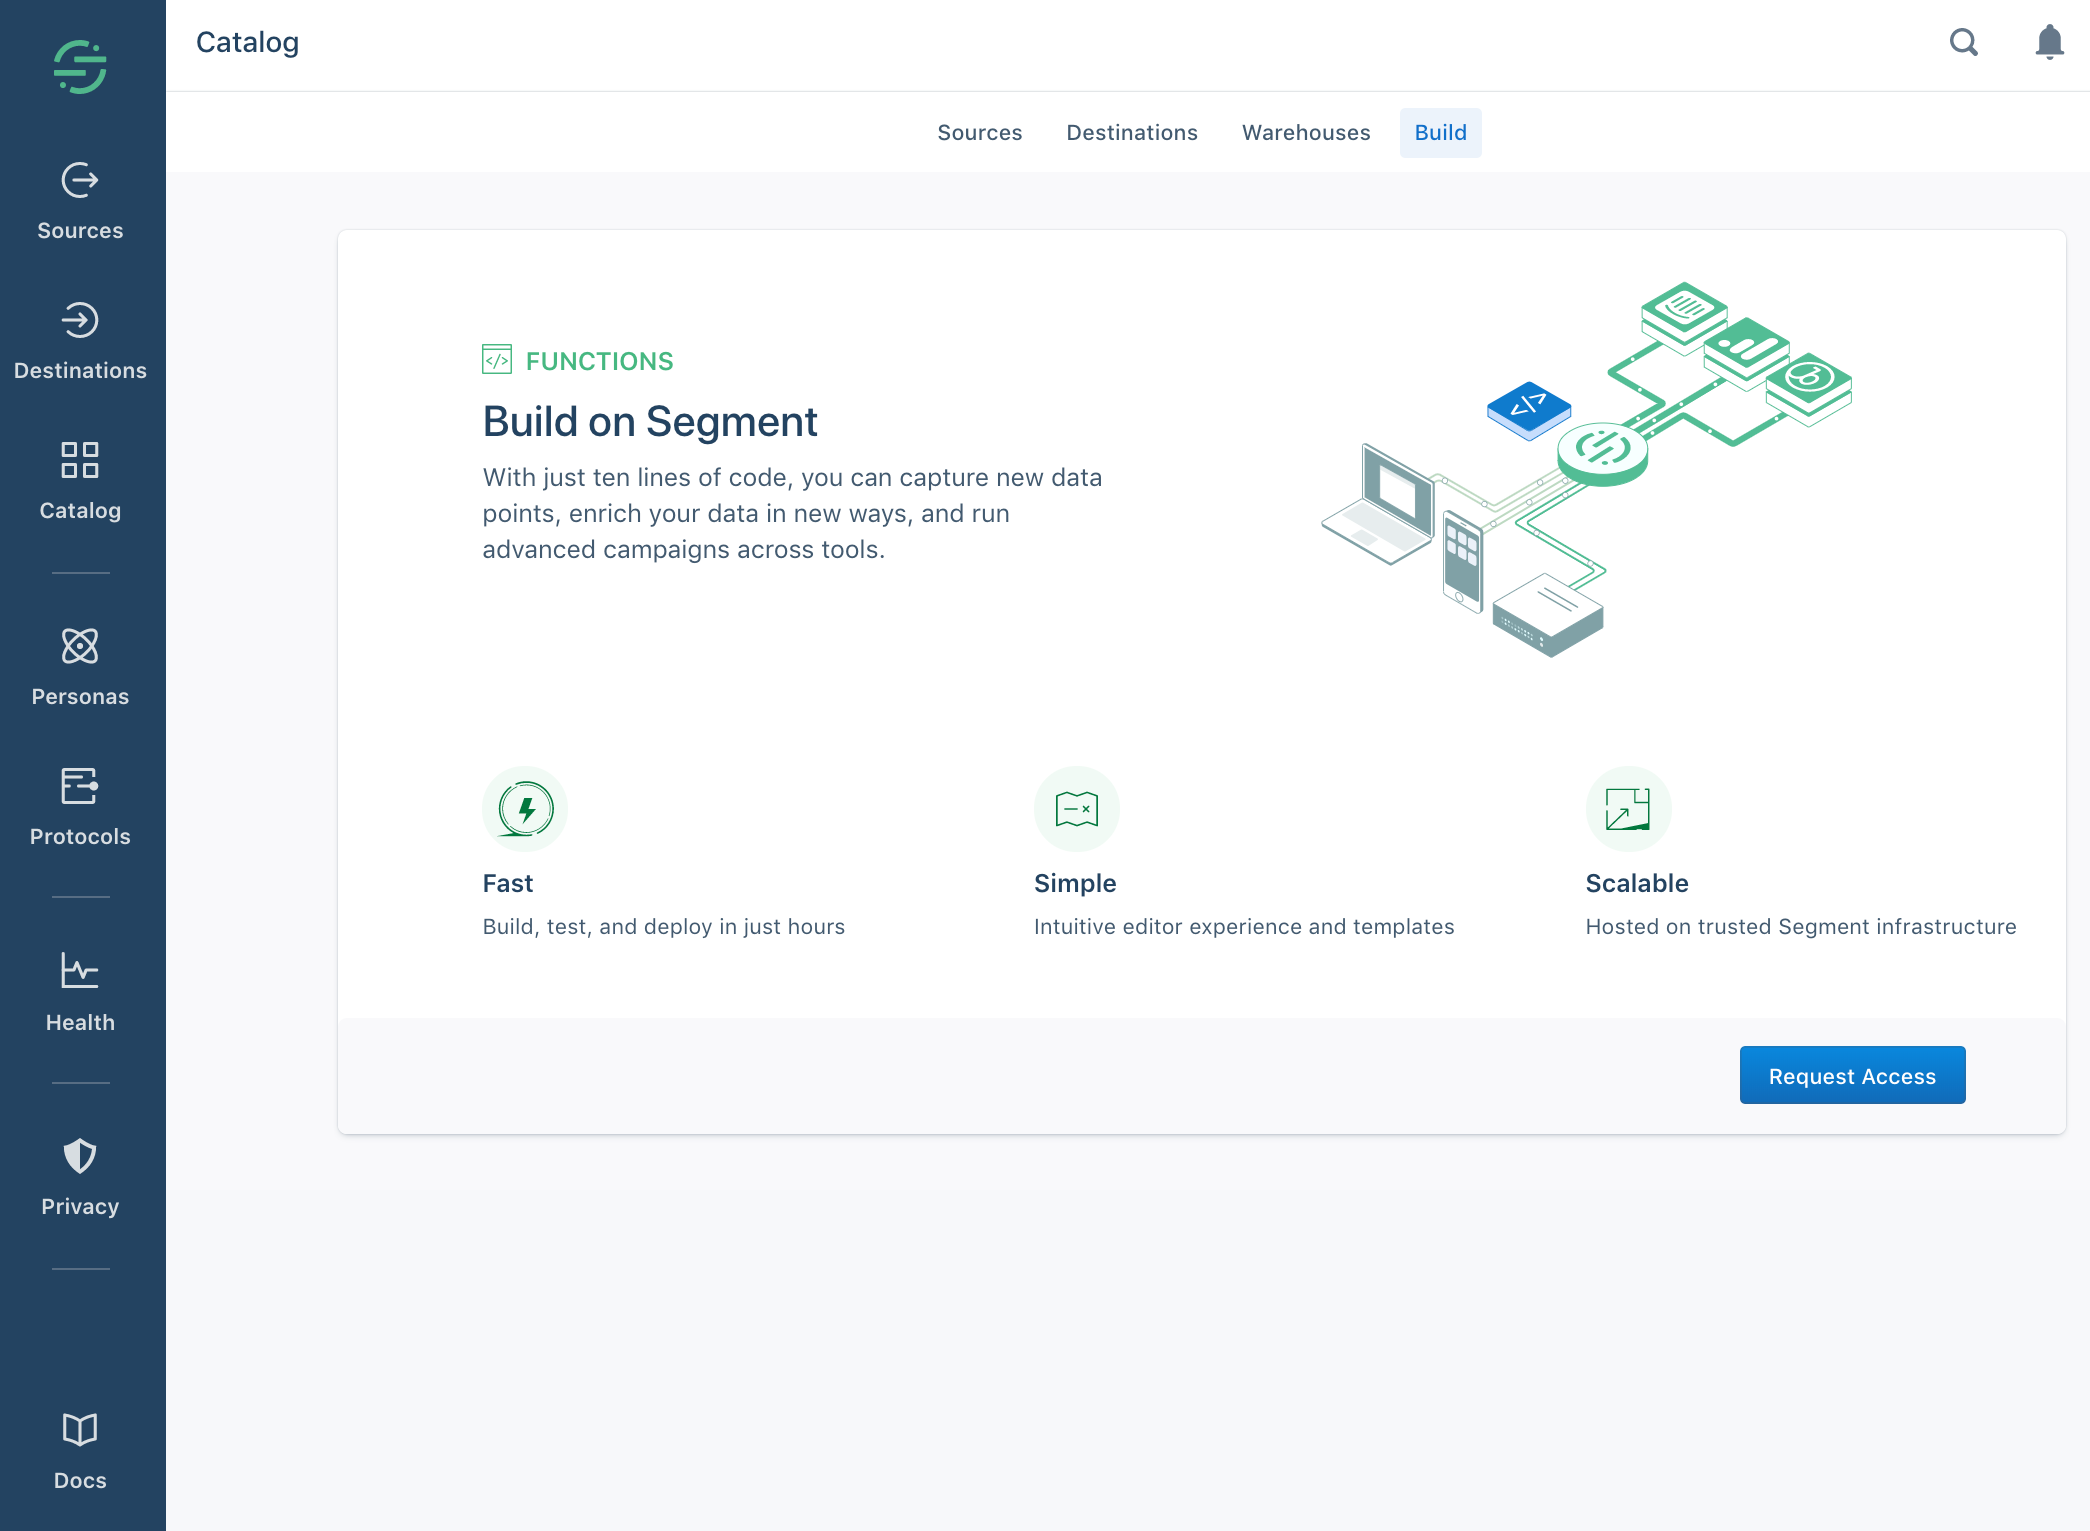 Catalog
Sources
Destinations
Warehouses
Build
Sources
Destinations
Catalog
Personas
Protocols
Health
Privacy
Docs
FUNCTIONS
Build on Segment
With just ten lines of code, you can capture new data
points, enrich your data in new ways, and run
advanced campaigns across tools.
Fast
Build, test, and deploy in just hours
Simple
Intuitive editor experience and templates
Scalable
Hosted on trusted Segment infrastructure
Request Access